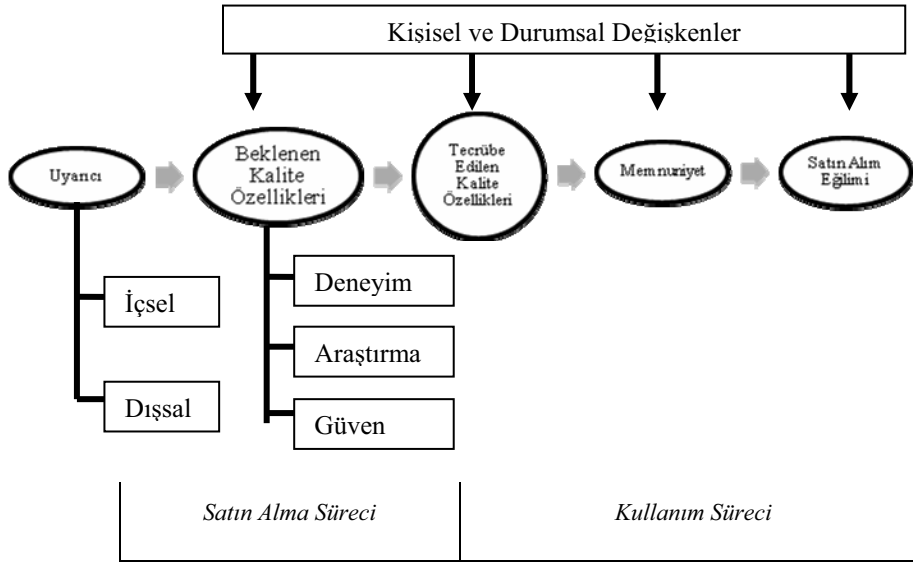 Kişisel ve Durumsal Değişkenler
Uyarıcı
Beklenen
Kalite
Özellikleri
Tecrübe
Edilen
Kalite
Özellikleri
Memnuniyet
Satın Alım
Eğilimi
İçsel
Dışsal
Deneyim
Araştırma
Güven
Satın Alma Süreci
Kullanım Süreci